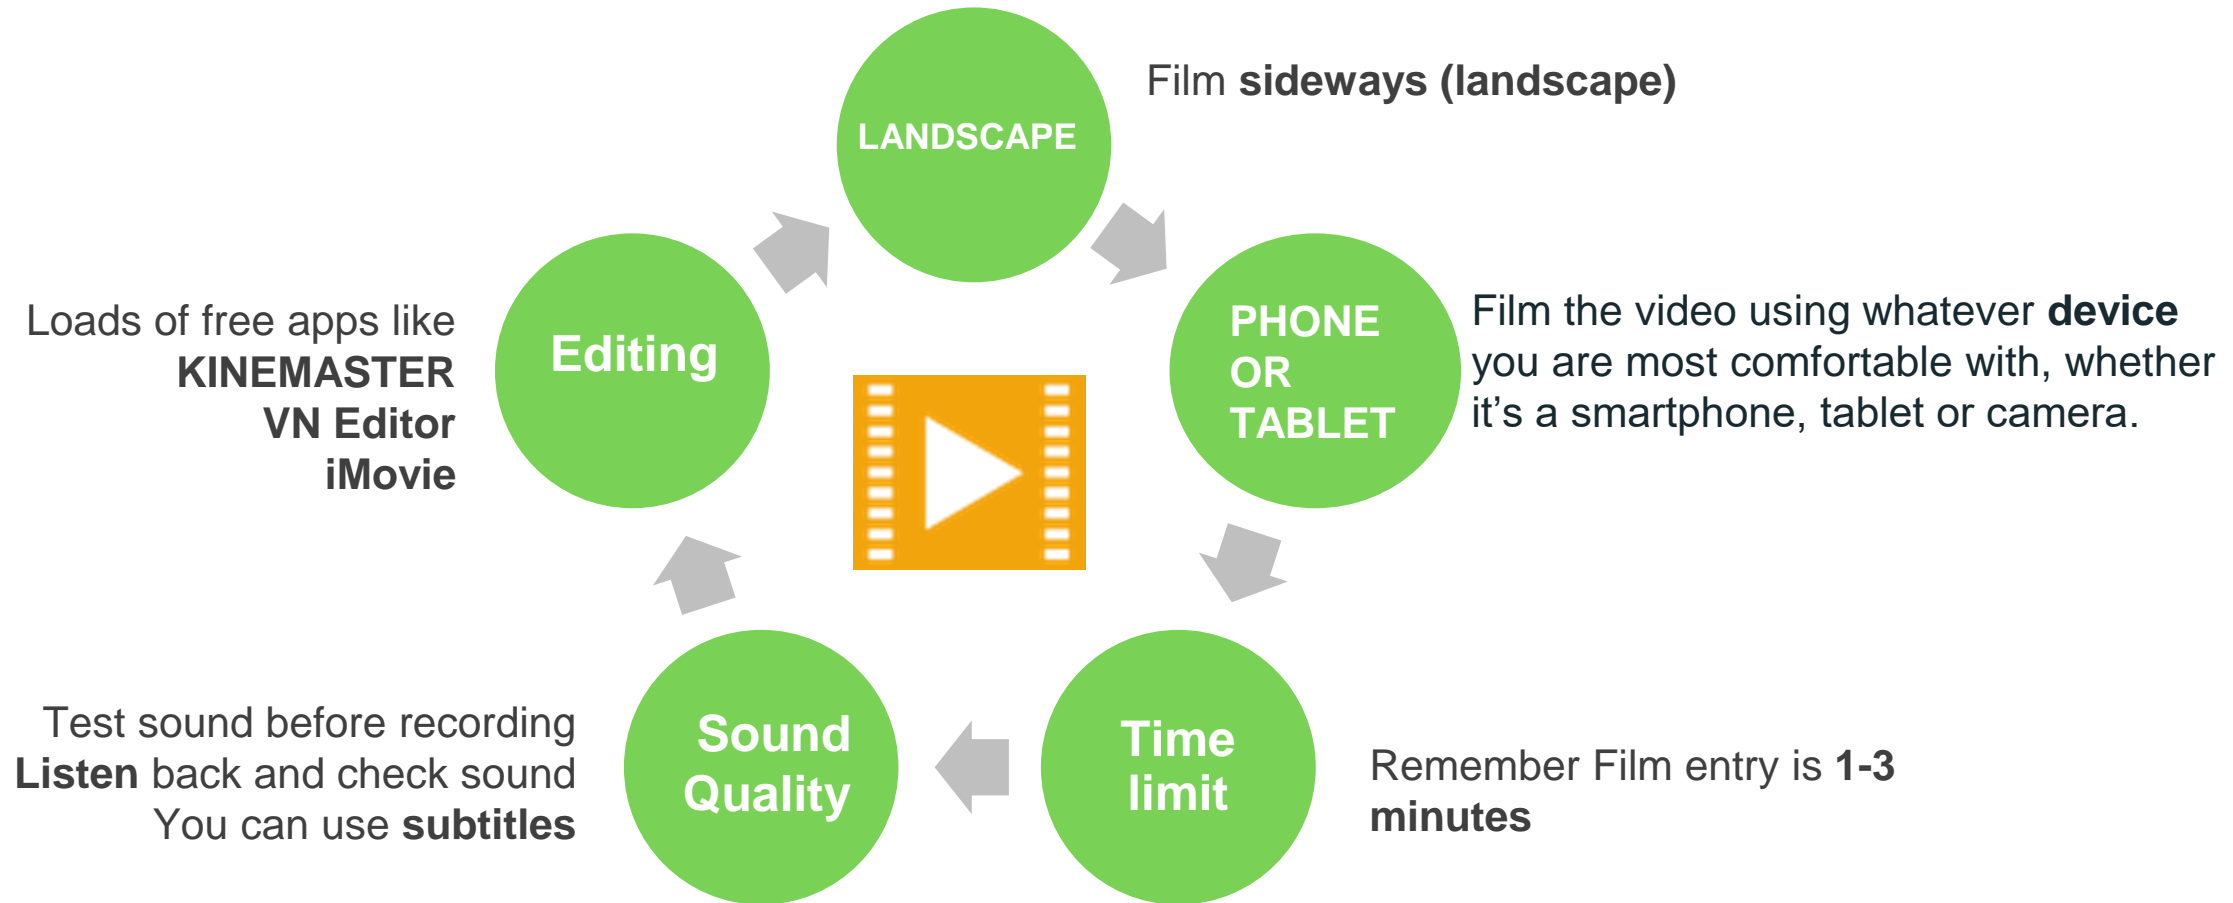 LANDSCAPE
Film sideways (landscape)
PHONE
OR
TABLET
Film the video using whatever device
you are most comfortable with, whether
it’s a smartphone, tablet or camera.
Time
limit
Remember Film entry is 1-3
minutes
Sound
Quality
Test sound before recording
Listen back and check sound
You can use subtitles
Editing
Loads of free apps like
KINEMASTER
VN Editor
iMovie